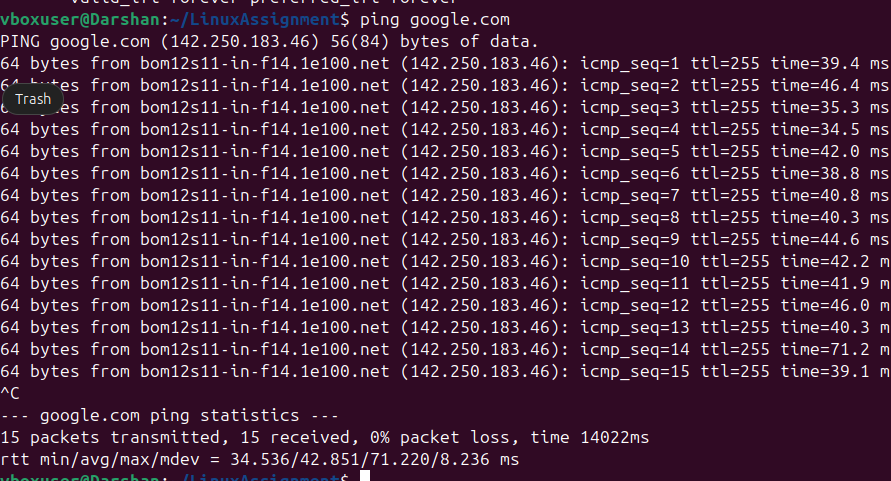 valid_lft forever preferred_lft forever
vboxuser@Darshan:~/LinuxAssignment$ ping google.com
PING google.com (142.250.183.46) 56(84) bytes of data.
64 bytes from bom12s11-in-f14.1e100.net (142.250.183.46): icmp_seq=1 ttl=255 time=39.4 ms
64 bytes from bom12s11-in-f14.1e100.net (142.250.183.46): icmp_seq=2 ttl=255 time=46.4 ms
Trash
bytes from bom12s11-in-f14.1e100.net (142.250.183.46): icmp_seq=3 ttl=255 time=35.3 ms
64 bytes from bom12s11-in-f14.1e100.net (142.250.183.46): icmp_seq=4 ttl=255 time=34.5 ms
64 bytes from bom12s11-in-f14.1e100.net (142.250.183.46): icmp_seq=5 ttl=255 time=42.0 ms
64 bytes from bom12s11-in-f14.1e100.net (142.250.183.46): icmp_seq=6 ttl=255 time=38.8 ms
64 bytes from bom12s11-in-f14.1e100.net (142.250.183.46): icmp_seq=7 ttl=255 time=40.8 ms
64 bytes from bom12s11-in-f14.1e100.net (142.250.183.46): icmp_seq=8 ttl=255 time=40.3 ms
64 bytes from bom12s11-in-f14.1e100.net (142.250.183.46): icmp_seq=9 ttl=255 time=44.6 ms
64 bytes from bom12s11-in-f14.1e100.net (142.250.183.46): icmp_seq=10 ttl=255 time=42.2 m
64 bytes from bom12s11-in-f14.1e100.net (142.250.183.46): icmp_seq=11 ttl=255 time=41.9 m
64 bytes from bom12s11-in-f14.1e100.net (142.250.183.46): icmp_seq=12 ttl=255 time=46.0 m
64 bytes from bom12s11-in-f14.1e100.net (142.250.183.46): icmp_seq=13 ttl=255 time=40.3 m
64 bytes from bom12s11-in-f14.1e100.net (142.250.183.46): icmp_seq=14 ttl=255 time=71.2 m
64 bytes from bom12s11-in-f14.1e100.net (142.250.183.46): icmp_seq=15 ttl=255 time=39.1 m
^C
--- google.com ping statistics ---
15 packets transmitted, 15 received, 0% packet loss, time 14022ms
rtt min/avg/max/mdev = 34.536/42.851/71.220/8.236 ms
vboxuser@Darshan:~/LinuxAssignment$